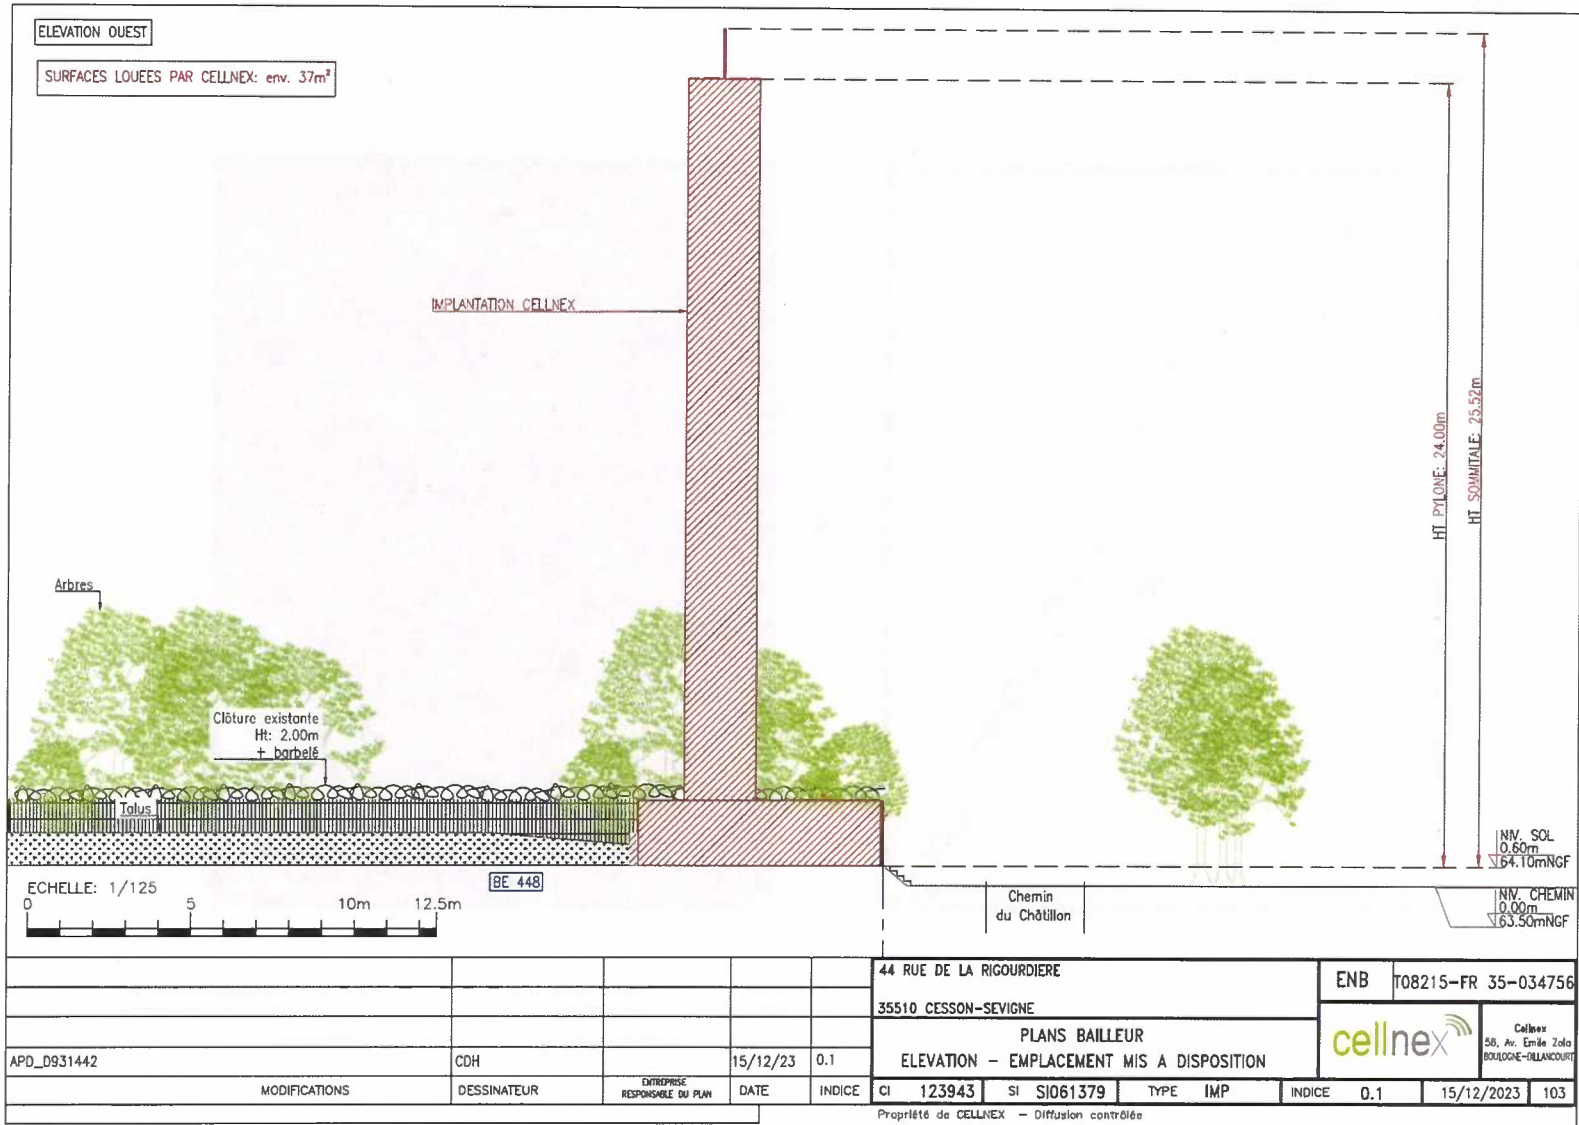 ELEVATION OUEST
SURFACES LOUEES PAR CELLNEX: env. 37m²
IMPLANTATION CELLNEX
HT PYLONE: 24.00m
HT SOMMITALE: 25.52m
Arbres
Clôture existante
Ht: 2.00m
+ barbelé
Talus
NIV. SOL
0.60m
64.10mNGF
BE 448
ECHELLE: 1/125
0 5 10m 12.5m
Chemin
du Châtillon
NIV. CHEMIN
0.00m
63.50mNGF
44 RUE DE LA RIGOURDIERE
35510 CESSON-SEVIGNE
ENB T08215-FR 35-034756
PLANS BAILLEUR
ELEVATION - EMPLACEMENT MIS A DISPOSITION
cellnex
Cellnex
58, Av. Emile Zola
BOULOGNE-BILLANCOURT
APD_D931442 CDH 15/12/23 0.1
MODIFICATIONS DESSINATEUR ENTREPRISE RESPONSABLE DU PLAN DATE INDICE
CI 123943 SI SI061379 TYPE IMP INDICE 0.1 15/12/2023 103
Propriété de CELLNEX - Diffusion contrôlée